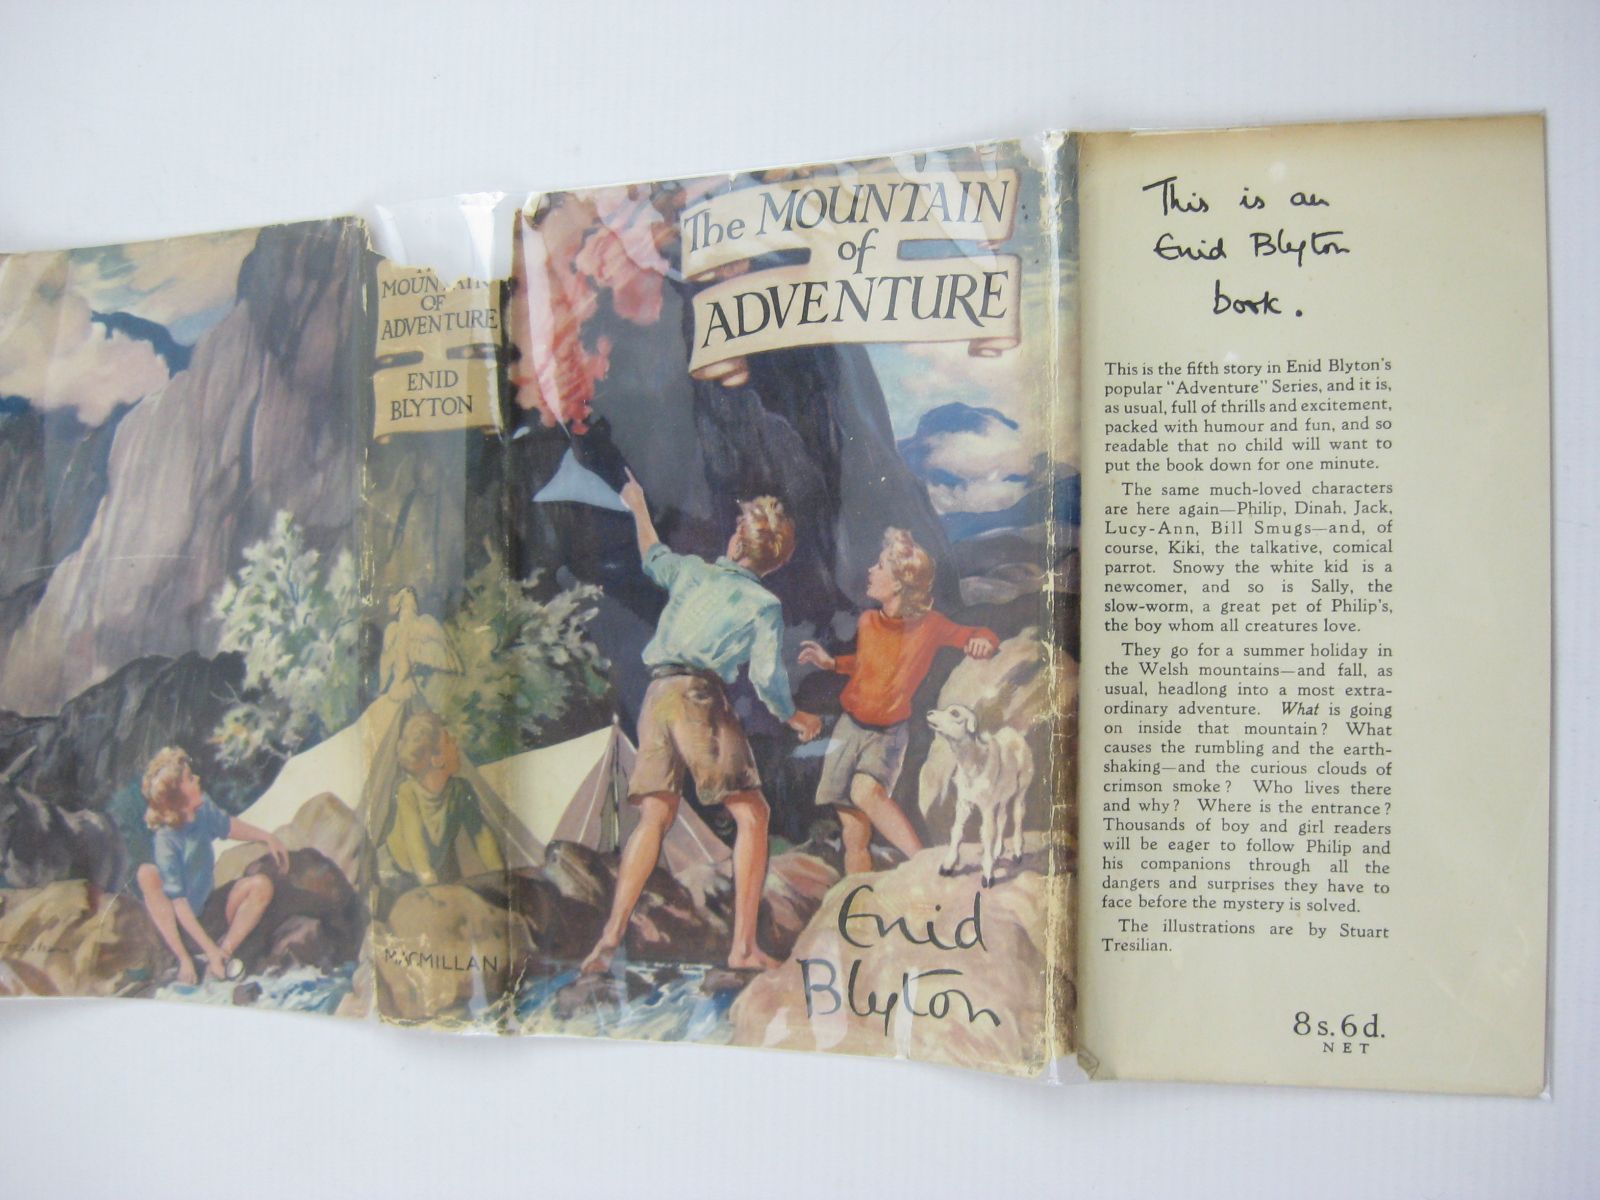 MOUNTAIN
OF
ADVENTURE
ENID
BLYTON
MACMILLAN
The MOUNTAIN
of
ADVENTURE
Enid
Blyton
This is an
Enid Blyton
book.
This is the fifth story in Enid Blyton's
popular "Adventure" Series, and it is,
as usual, full of thrills and excitement,
packed with humour and fun, and so
readable that no child will want to
put the book down for one minute.
The same much-loved characters
are here again—Philip, Dinah, Jack,
Lucy-Ann, Bill Smugs—and, of
course, Kiki, the talkative, comical
parrot. Snowy the white kid is a
newcomer, and so is Sally, the
slow-worm, a great pet of Philip's,
the boy whom all creatures love.
They go for a summer holiday in
the Welsh mountains—and fall, as
usual, headlong into a most extra-
ordinary adventure. What is going
on inside that mountain? What
causes the rumbling and the earth-
shaking—and the curious clouds of
crimson smoke? Who lives there
and why? Where is the entrance?
Thousands of boy and girl readers
will be eager to follow Philip and
his companions through all the
dangers and surprises they have to
face before the mystery is solved.
The illustrations are by Stuart
Tresilian.
8s. 6d.
NET